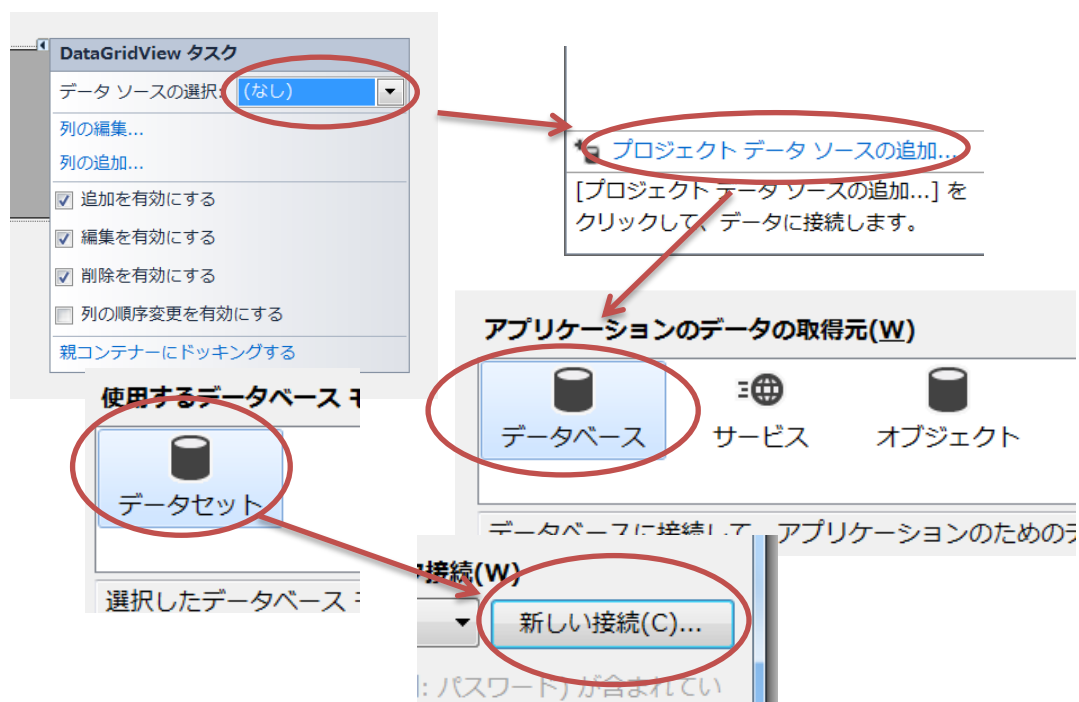 DataGridView タスク
データ ソースの選択: (なし)
列の編集...
列の追加...
追加を有効にする
編集を有効にする
削除を有効にする
列の順序変更を有効にする
親コンテナーにドッキングする
プロジェクト データ ソースの追加...
[プロジェクト データ ソースの追加...] を
クリックして、データに接続します。
アプリケーションのデータの取得元(W)
データベース サービス オブジェクト
データベースに接続して、アプリケーションのための
使用するデータベース
データセット
選択したデータベース
接続(W)
新しい接続(C)...
: パスワード) が含まれてい